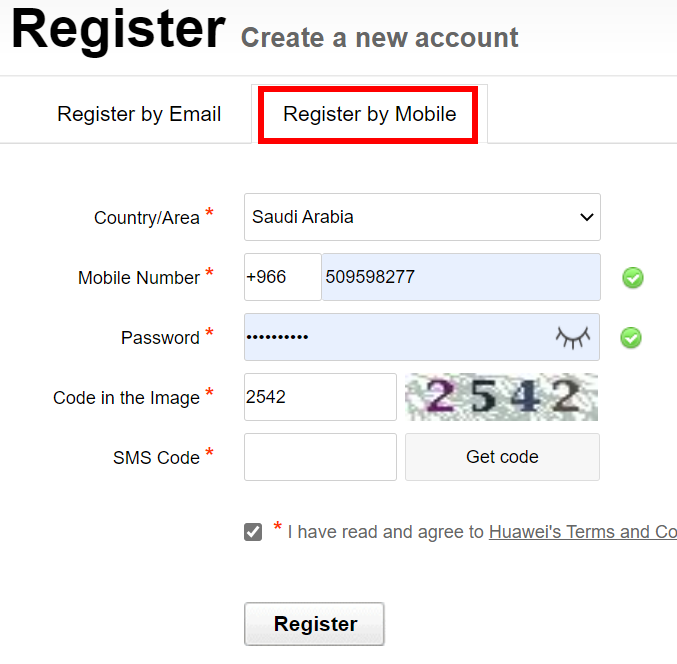 Register Create a new account
Register by Email Register by Mobile
Country/Area * Saudi Arabia
Mobile Number * +966 509598277
Password * ••••••••••
Code in the Image * 2542 2542
SMS Code * Get code
* I have read and agree to Huawei's Terms and Co
Register